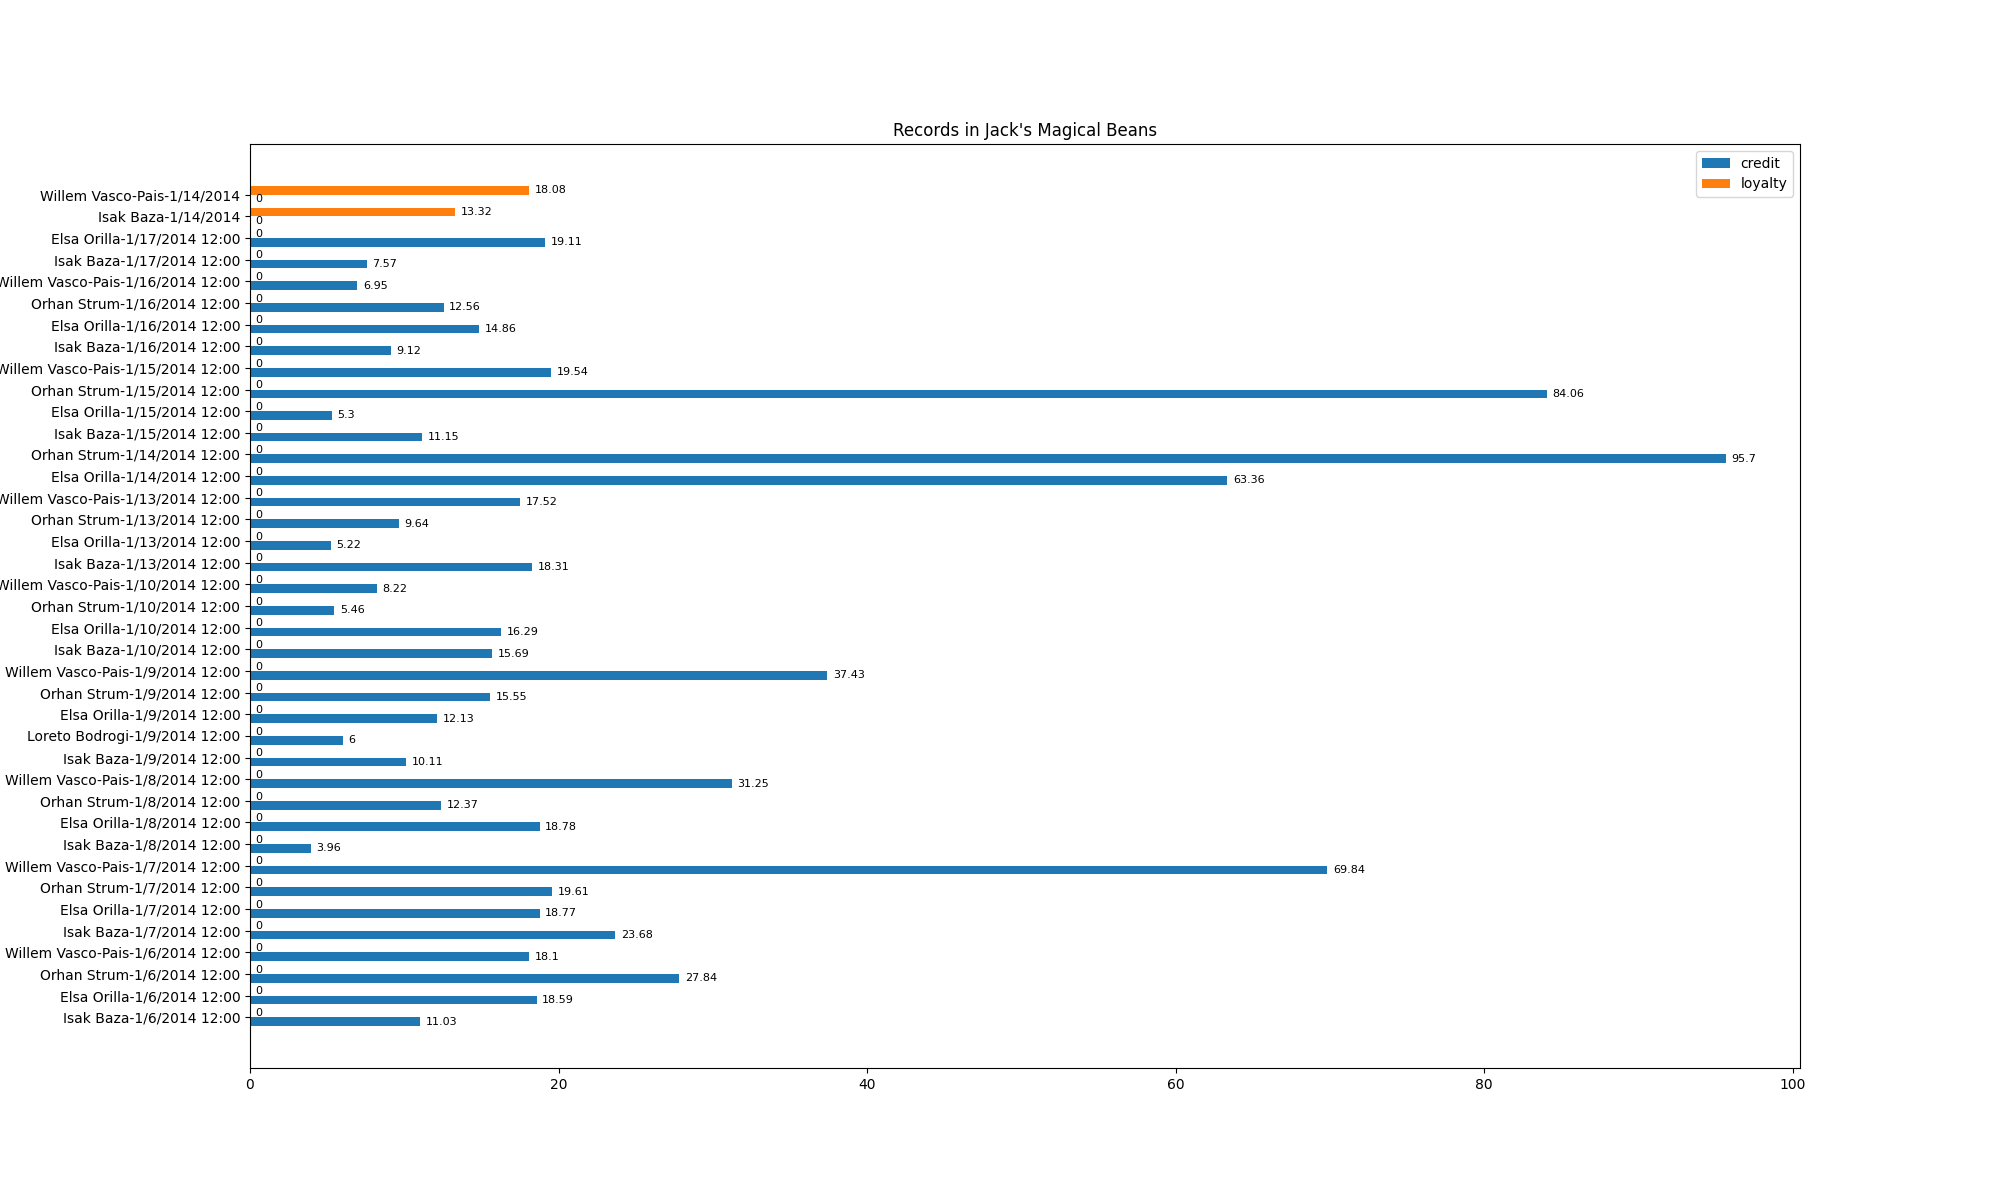 Records in Jack's Magical Beans
credit
loyalty
Willem Vasco-Pais-1/14/2014 18.08 0
Isak Baza-1/14/2014 13.32 0
Elsa Orilla-1/17/2014 12:00 0 19.11
Isak Baza-1/17/2014 12:00 0 7.57
Willem Vasco-Pais-1/16/2014 12:00 0 6.95
Orhan Strum-1/16/2014 12:00 0 12.56
Elsa Orilla-1/16/2014 12:00 0 14.86
Isak Baza-1/16/2014 12:00 0 9.12
Willem Vasco-Pais-1/15/2014 12:00 0 19.54
Orhan Strum-1/15/2014 12:00 0 84.06
Elsa Orilla-1/15/2014 12:00 0 5.3
Isak Baza-1/15/2014 12:00 0 11.15
Orhan Strum-1/14/2014 12:00 0 95.7
Elsa Orilla-1/14/2014 12:00 0 63.36
Willem Vasco-Pais-1/13/2014 12:00 0 17.52
Orhan Strum-1/13/2014 12:00 0 9.64
Elsa Orilla-1/13/2014 12:00 0 5.22
Isak Baza-1/13/2014 12:00 0 18.31
Willem Vasco-Pais-1/10/2014 12:00 0 8.22
Orhan Strum-1/10/2014 12:00 0 5.46
Elsa Orilla-1/10/2014 12:00 0 16.29
Isak Baza-1/10/2014 12:00 0 15.69
Willem Vasco-Pais-1/9/2014 12:00 0 37.43
Orhan Strum-1/9/2014 12:00 0 15.55
Elsa Orilla-1/9/2014 12:00 0 12.13
Loreto Bodrogi-1/9/2014 12:00 0 6
Isak Baza-1/9/2014 12:00 0 10.11
Willem Vasco-Pais-1/8/2014 12:00 0 31.25
Orhan Strum-1/8/2014 12:00 0 12.37
Elsa Orilla-1/8/2014 12:00 0 18.78
Isak Baza-1/8/2014 12:00 0 3.96
Willem Vasco-Pais-1/7/2014 12:00 0 69.84
Orhan Strum-1/7/2014 12:00 0 19.61
Elsa Orilla-1/7/2014 12:00 0 18.77
Isak Baza-1/7/2014 12:00 0 23.68
Willem Vasco-Pais-1/6/2014 12:00 0 18.1
Orhan Strum-1/6/2014 12:00 0 27.84
Elsa Orilla-1/6/2014 12:00 0 18.59
Isak Baza-1/6/2014 12:00 0 11.03
0 20 40 60 80 100